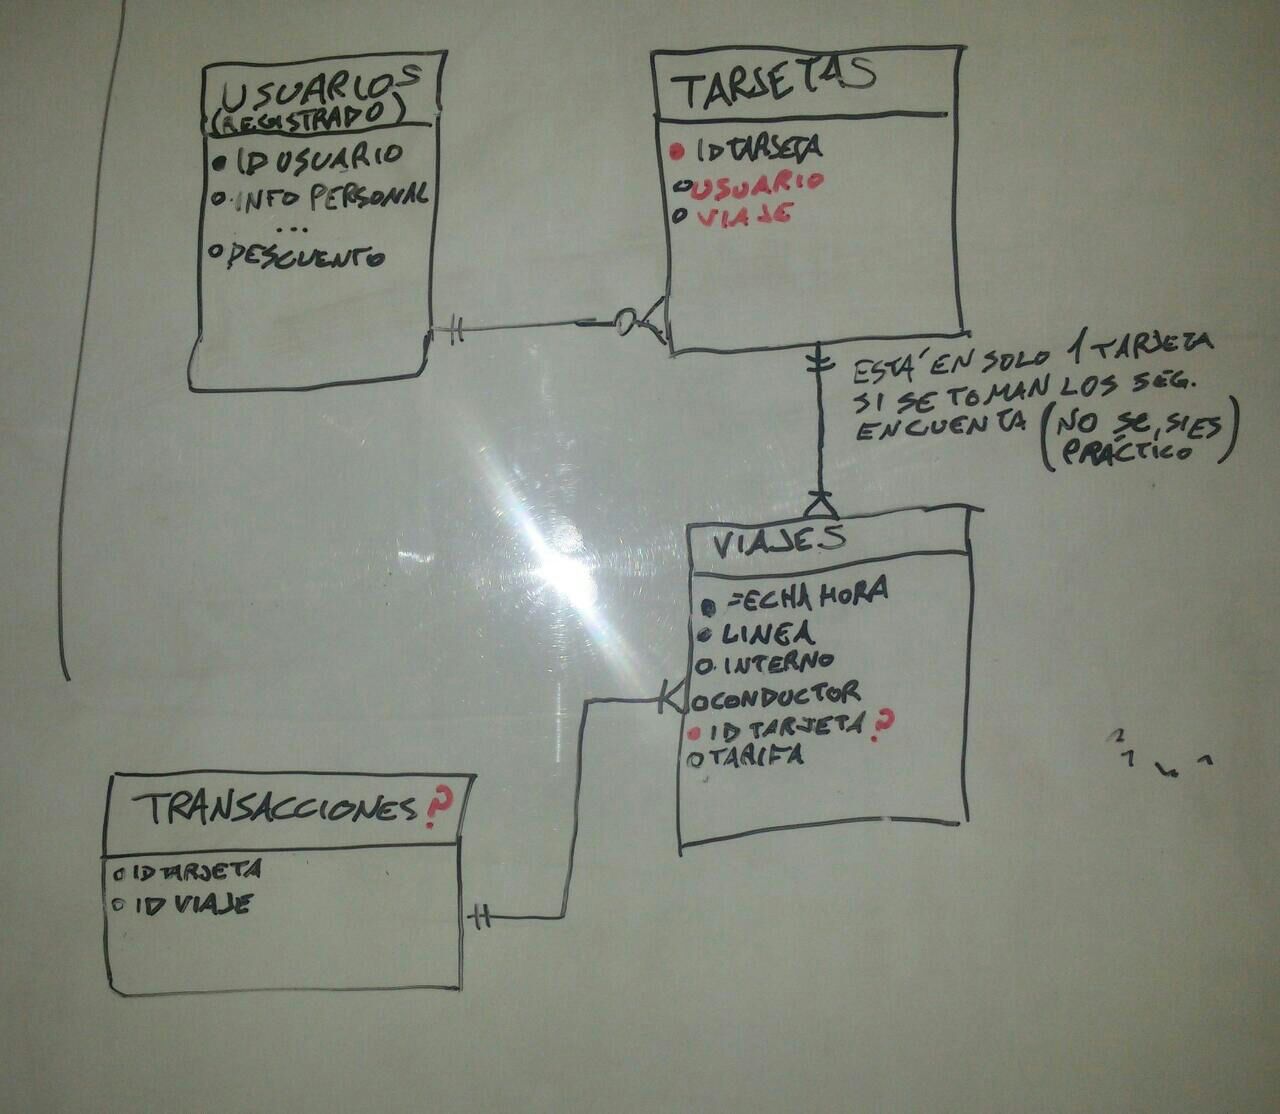 USUARIOS
(REGISTRADO)
ID USUARIO
INFO PERSONAL
...
DESCUENTO
TARJETAS
ID TARJETA
USUARIO
VIAJE
ESTÁ EN SOLO 1 TARJETA
SI SE TOMAN LOS SEG.
EN CUENTA (NO SE, SI ES
PRÁCTICO)
VIAJES
FECHA HORA
LINEA
INTERNO
CONDUCTOR
ID TARJETA?
TARIFA
TRANSACCIONES?
ID TARJETA
ID VIAJE